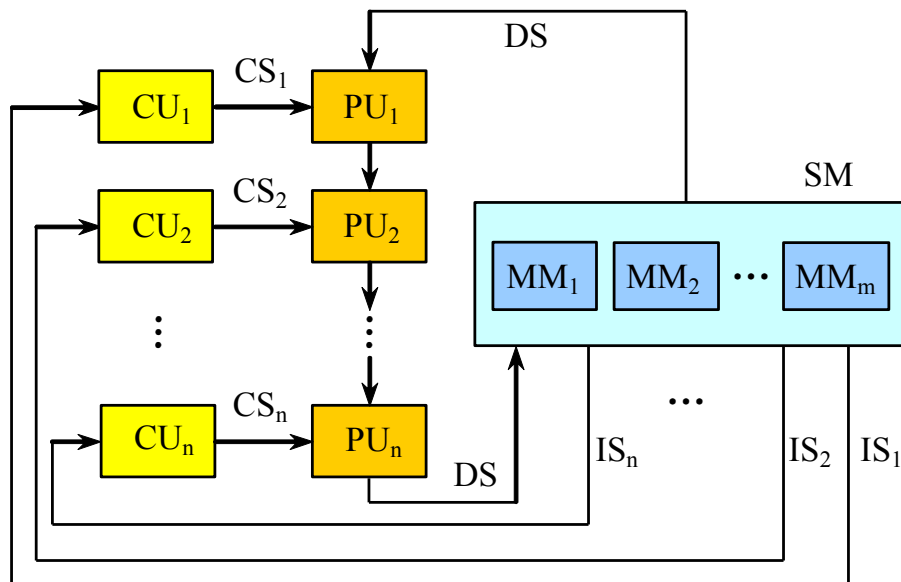 DS
CS₁
CU₁
PU₁
SM
CS₂
CU₂
PU₂
MM₁
MM₂
...
MMₘ
⋮
⋮
CSₙ
CUₙ
PUₙ
...
DS
ISₙ
IS₂
IS₁